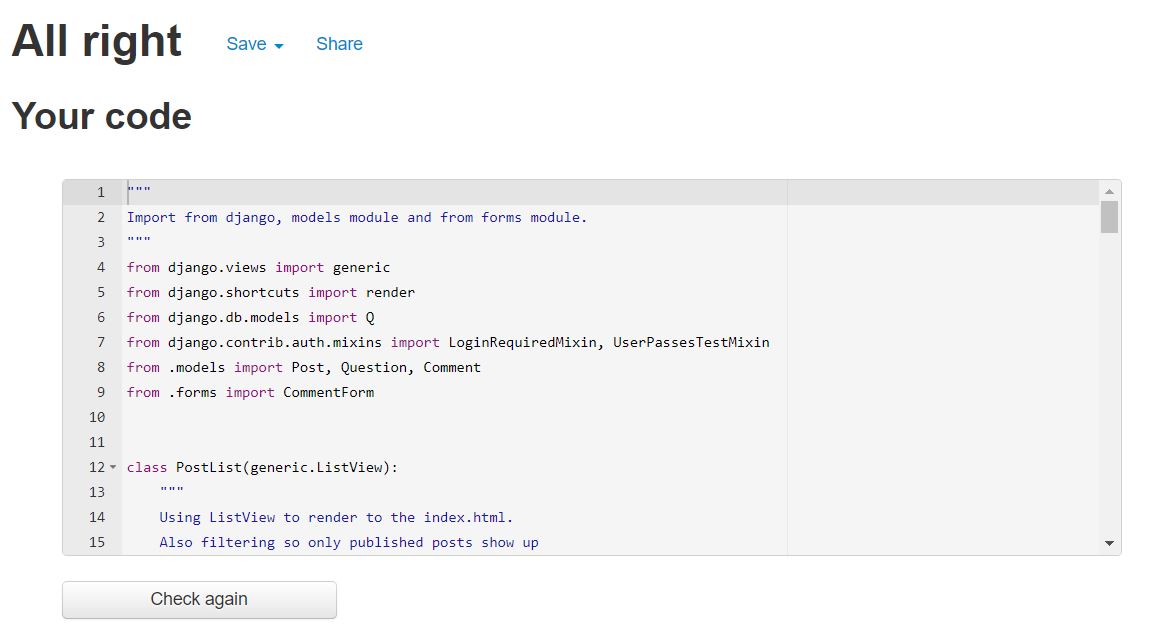 All right Save Share
Your code
1 """
2 Import from django, models module and from forms module.
3 """
4 from django.views import generic
5 from django.shortcuts import render
6 from django.db.models import Q
7 from django.contrib.auth.mixins import LoginRequiredMixin, UserPassesTestMixin
8 from .models import Post, Question, Comment
9 from .forms import CommentForm
10
11
12 class PostList(generic.ListView):
13     """
14     Using ListView to render to the index.html.
15     Also filtering so only published posts show up
Check again